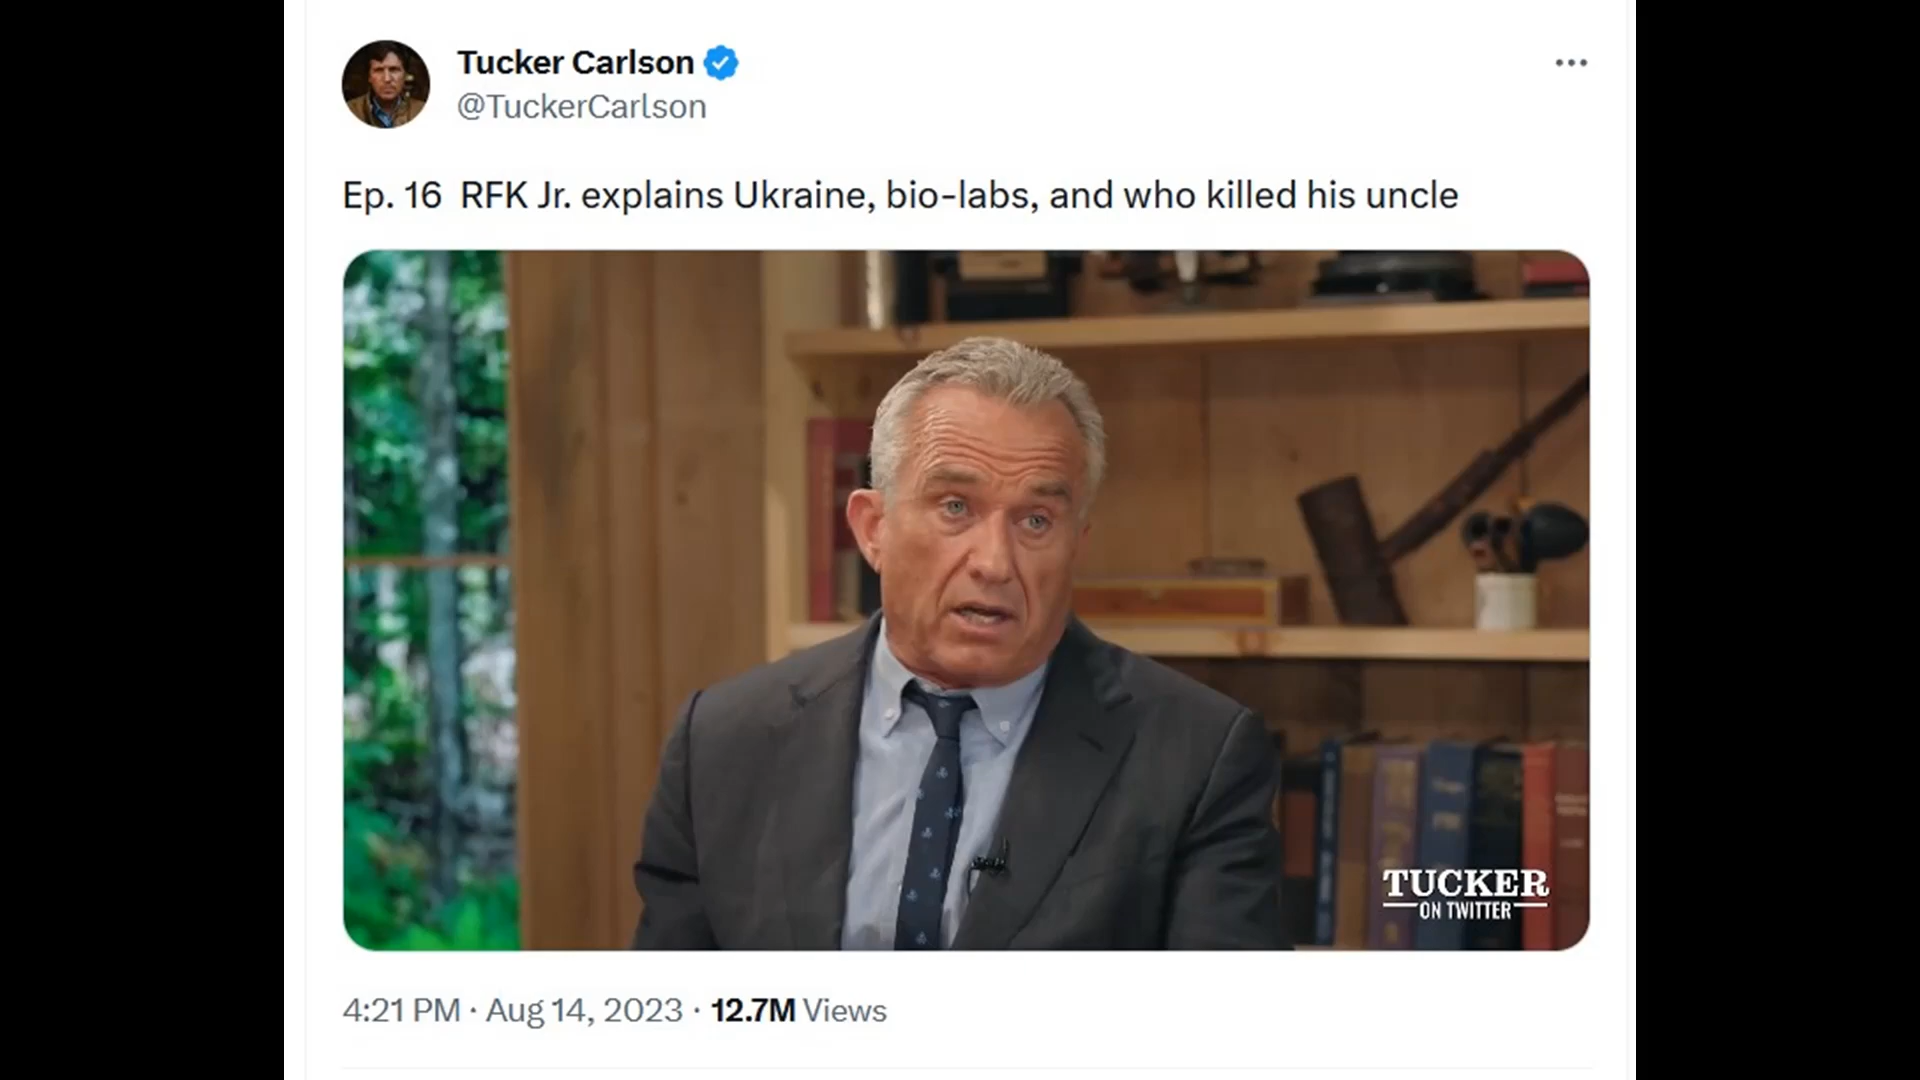 Tucker Carlson
@TuckerCarlson
Ep. 16 RFK Jr. explains Ukraine, bio-labs, and who killed his uncle
TUCKER
ON TWITTER
4:21 PM · Aug 14, 2023 · 12.7M Views